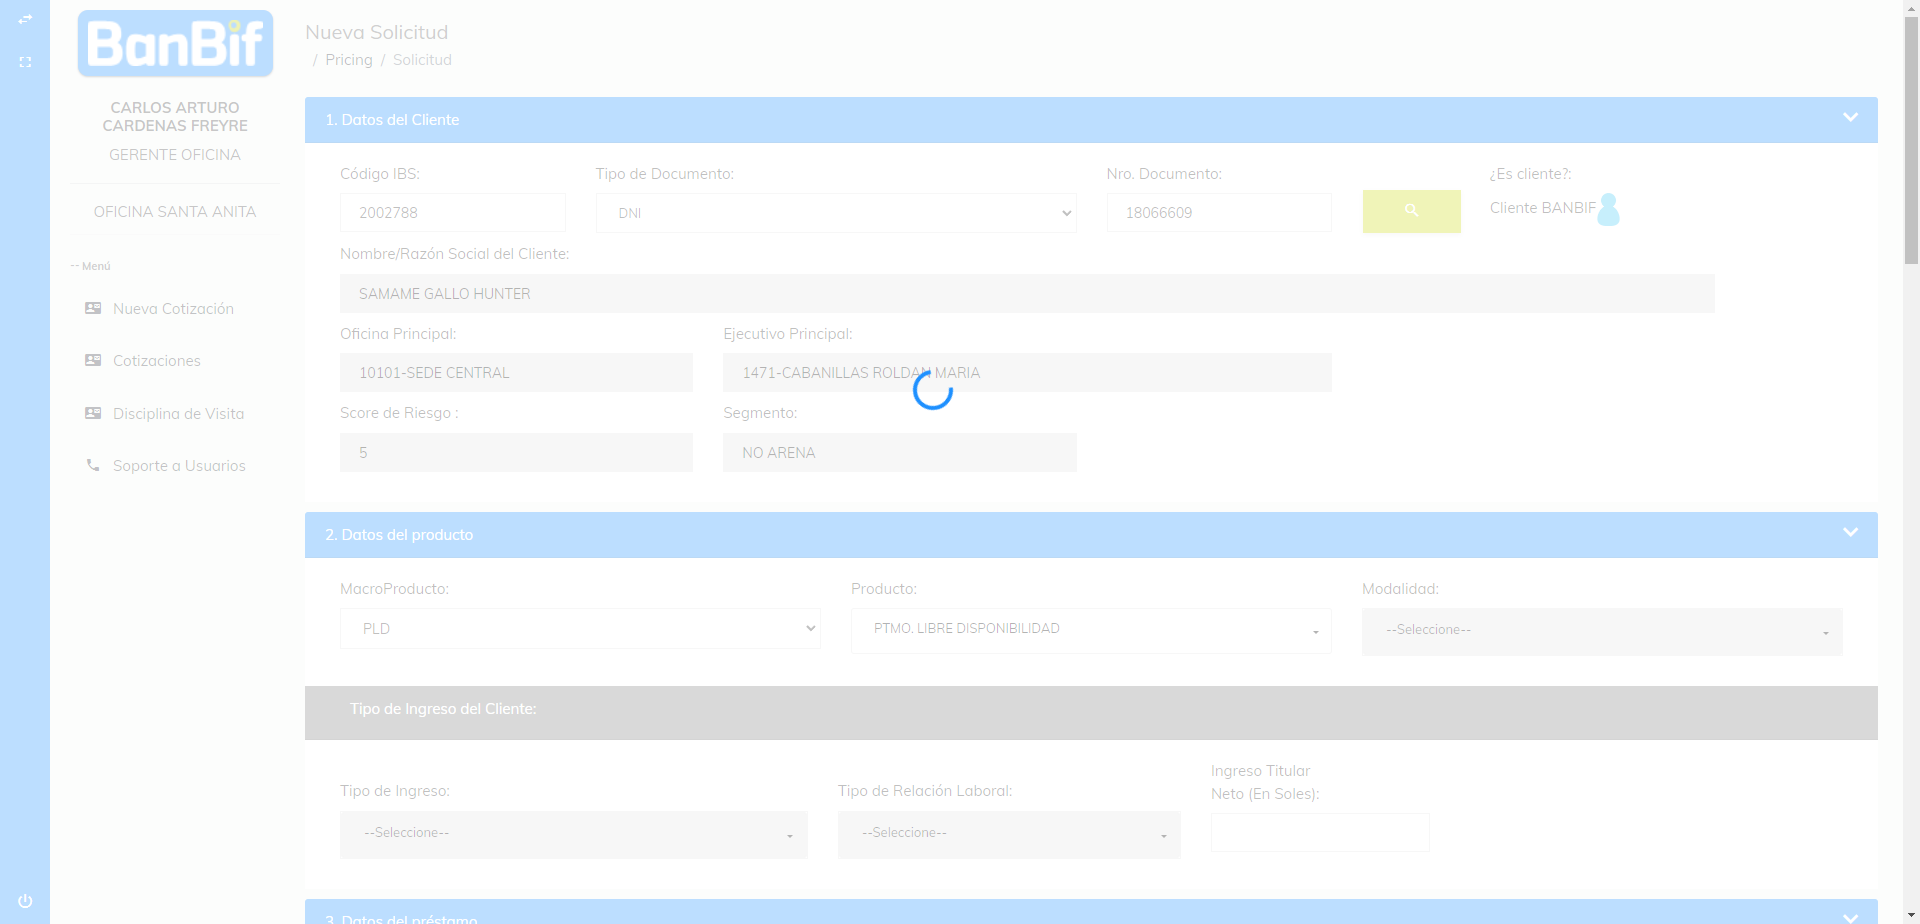 BanBif
CARLOS ARTURO
CARDENAS FREYRE
GERENTE OFICINA
OFICINA SANTA ANITA
-- Menú
Nueva Cotización
Cotizaciones
Disciplina de Visita
Soporte a Usuarios
Nueva Solicitud
/ Pricing / Solicitud
1. Datos del Cliente
Código IBS: Tipo de Documento: Nro. Documento: ¿Es cliente?:
2002788 DNI 18066609 Cliente BANBIF
Nombre/Razón Social del Cliente:
SAMAME GALLO HUNTER
Oficina Principal: Ejecutivo Principal:
10101-SEDE CENTRAL 1471-CABANILLAS ROLDAN MARIA
Score de Riesgo : Segmento:
5 NO ARENA
2. Datos del producto
MacroProducto: Producto: Modalidad:
PLD PTMO. LIBRE DISPONIBILIDAD --Seleccione--
Tipo de Ingreso del Cliente:
Tipo de Ingreso: Tipo de Relación Laboral: Ingreso Titular
Neto (En Soles):
--Seleccione-- --Seleccione--
3. Datos del préstamo